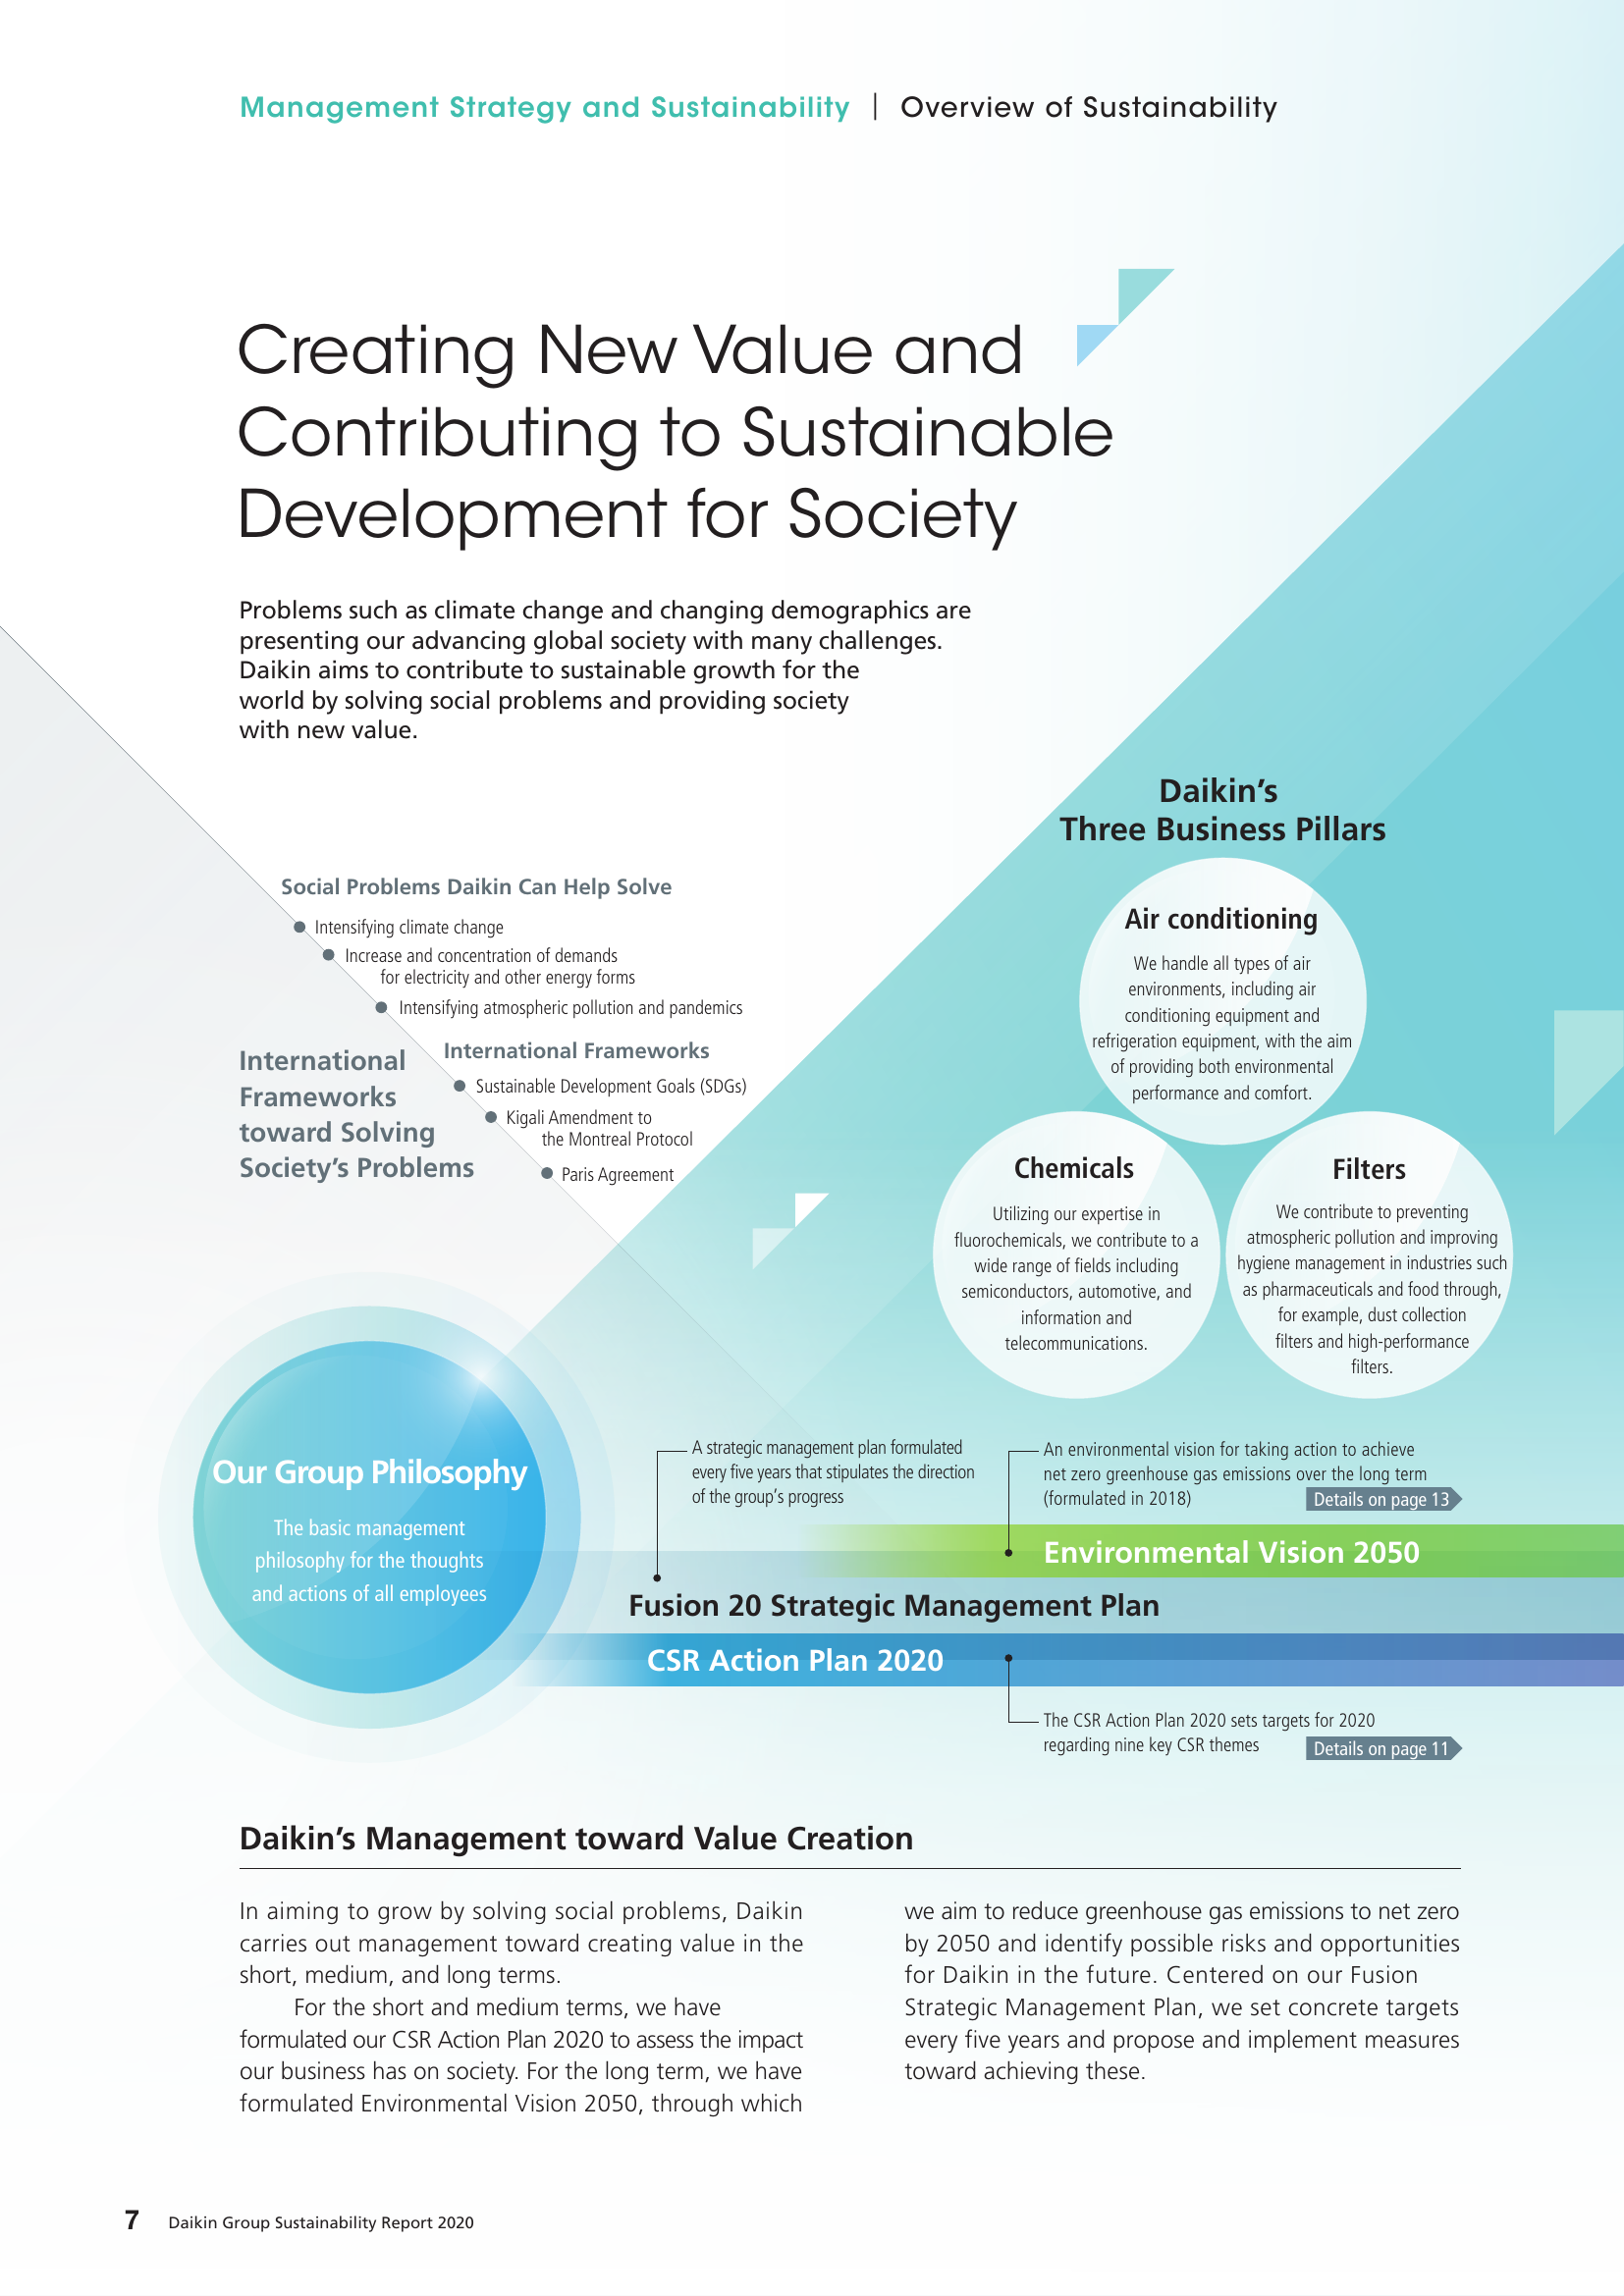 Management Strategy and Sustainability | Overview of Sustainability
Creating New Value and
Contributing to Sustainable
Development for Society
Problems such as climate change and changing demographics are
presenting our advancing global society with many challenges.
Daikin aims to contribute to sustainable growth for the
world by solving social problems and providing society
with new value.
Social Problems Daikin Can Help Solve
Intensifying climate change
Increase and concentration of demands
for electricity and other energy forms
Intensifying atmospheric pollution and pandemics
International
Frameworks
toward Solving
Society's Problems
International Frameworks
Sustainable Development Goals (SDGs)
Kigali Amendment to
the Montreal Protocol
Paris Agreement
Daikin's
Three Business Pillars
Air conditioning
We handle all types of air
environments, including air
conditioning equipment and
refrigeration equipment, with the aim
of providing both environmental
performance and comfort.
Chemicals
Utilizing our expertise in
fluorochemicals, we contribute to a
wide range of fields including
semiconductors, automotive, and
information and
telecommunications.
Filters
We contribute to preventing
atmospheric pollution and improving
hygiene management in industries such
as pharmaceuticals and food through,
for example, dust collection
filters and high-performance
filters.
Our Group Philosophy
The basic management
philosophy for the thoughts
and actions of all employees
A strategic management plan formulated
every five years that stipulates the direction
of the group's progress
An environmental vision for taking action to achieve
net zero greenhouse gas emissions over the long term
(formulated in 2018)
Details on page 13
Environmental Vision 2050
Fusion 20 Strategic Management Plan
CSR Action Plan 2020
The CSR Action Plan 2020 sets targets for 2020
regarding nine key CSR themes
Details on page 11
Daikin's Management toward Value Creation
In aiming to grow by solving social problems, Daikin
carries out management toward creating value in the
short, medium, and long terms.
For the short and medium terms, we have
formulated our CSR Action Plan 2020 to assess the impact
our business has on society. For the long term, we have
formulated Environmental Vision 2050, through which
we aim to reduce greenhouse gas emissions to net zero
by 2050 and identify possible risks and opportunities
for Daikin in the future. Centered on our Fusion
Strategic Management Plan, we set concrete targets
every five years and propose and implement measures
toward achieving these.
7 Daikin Group Sustainability Report 2020